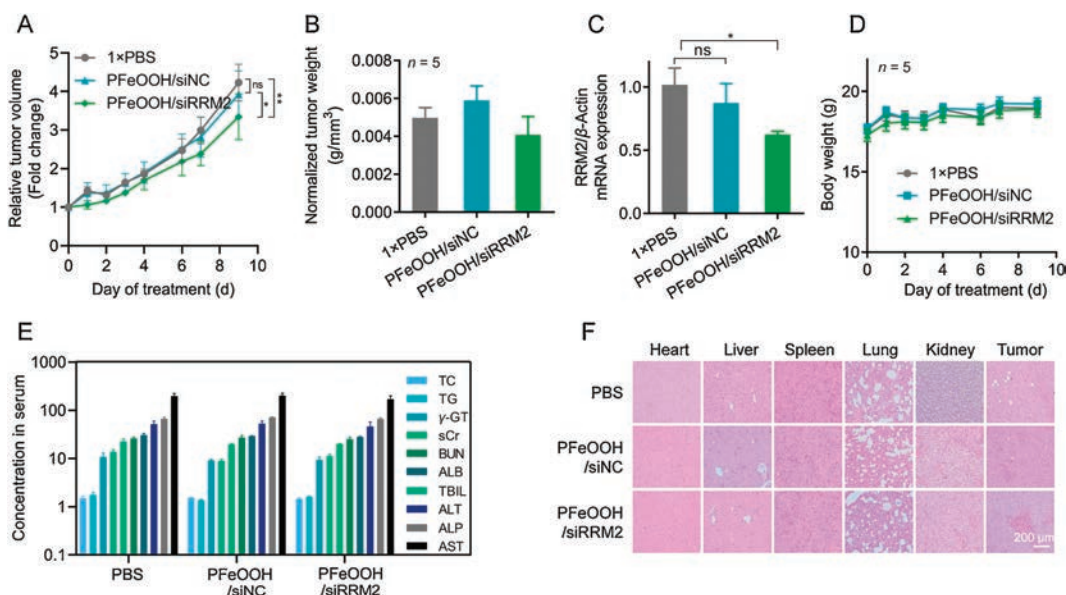 A
Relative tumor volume
(Fold change)
5
4
3
2
1
0
1×PBS
PFeOOH/siNC
PFeOOH/siRRM2
ns
*
**
0
2
4
6
8
10
Day of treatment (d)
B
Normalized tumor weight
(g/mm³)
n = 5
0.008
0.006
0.004
0.002
0.000
1×PBS
PFeOOH/siNC
PFeOOH/siRRM2
C
RRM2/β-Actin
mRNA expression
*
ns
1.0
0.5
0.0
1×PBS
PFeOOH/siNC
PFeOOH/siRRM2
D
Body weight (g)
n = 5
20
18
16
10
1×PBS
PFeOOH/siNC
PFeOOH/siRRM2
0
2
4
6
8
10
Day of treatment (d)
E
Concentration in serum
1000
100
10
1
0.1
TC
TG
γ-GT
sCr
BUN
ALB
TBIL
ALT
ALP
AST
PBS
PFeOOH
/siNC
PFeOOH
/siRRM2
F
Heart Liver Spleen Lung Kidney Tumor
PBS
PFeOOH
/siNC
PFeOOH
/siRRM2
200 μm